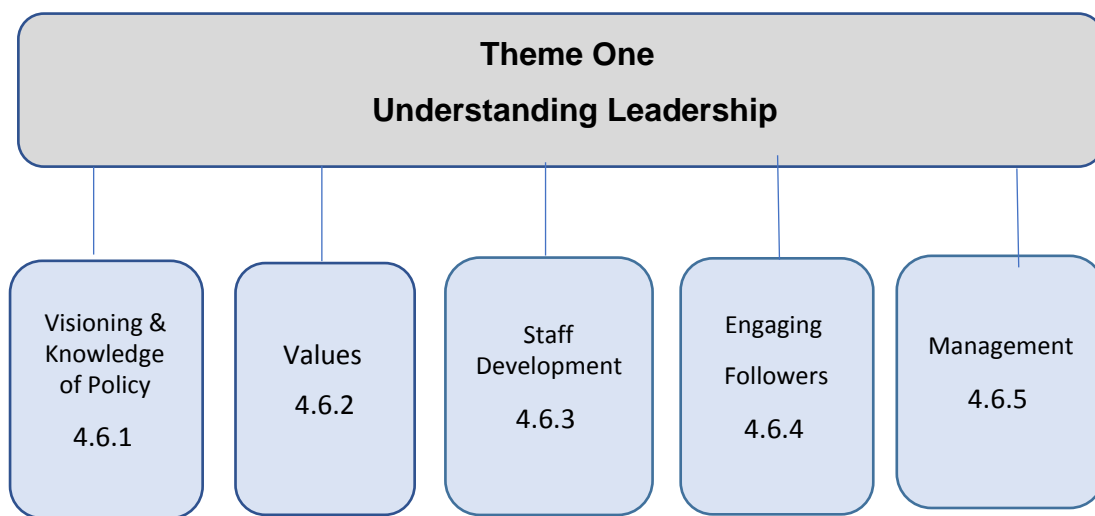 Theme One
Understanding Leadership
Visioning &
Knowledge
of Policy
4.6.1
Values
4.6.2
Staff
Development
4.6.3
Engaging
Followers
4.6.4
Management
4.6.5